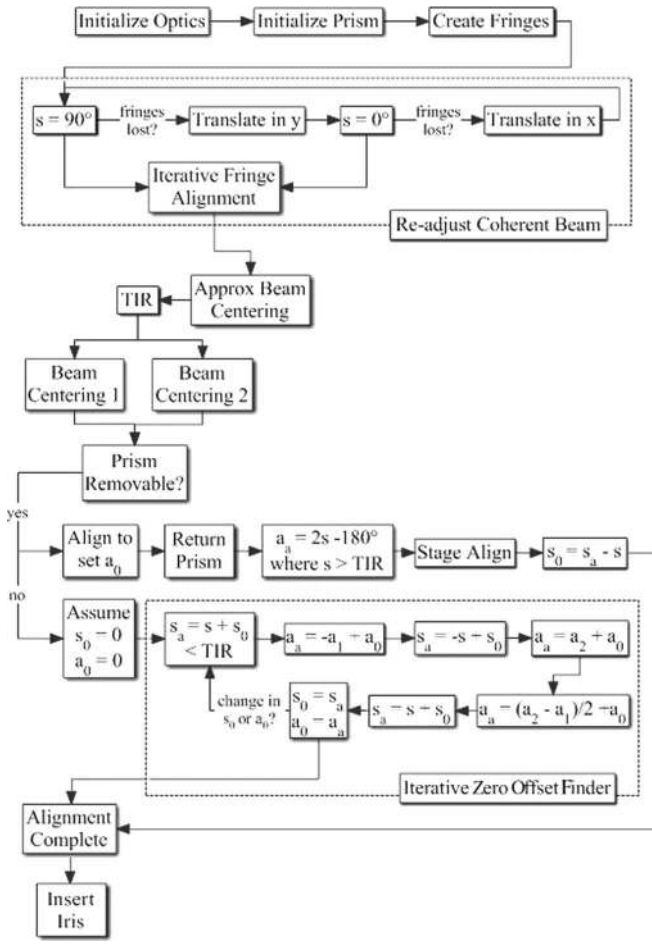 Initialize Optics
Initialize Prism
Create Fringes
s = 90°
fringes
lost?
Translate in y
s = 0°
fringes
lost?
Translate in x
Iterative Fringe
Alignment
Re-adjust Coherent Beam
Approx Beam
Centering
TIR
Beam
Centering 1
Beam
Centering 2
Prism
Removable?
yes
Align to
set a₀
Return
Prism
aₐ = 2s -180°
where s > TIR
Stage Align
s₀ = sₐ - s
no
Assume
s₀ = 0
a₀ = 0
sₐ = s + s₀
< TIR
aₐ = -a₁ + a₀
sₐ = -s + s₀
aₐ = a₂ + a₀
change in
s₀ or a₀?
s₀ = sₐ
a₀ = aₐ
sₐ = s + s₀
aₐ = (a₂ - a₁)/2 +a₀
Iterative Zero Offset Finder
Alignment
Complete
Insert
Iris